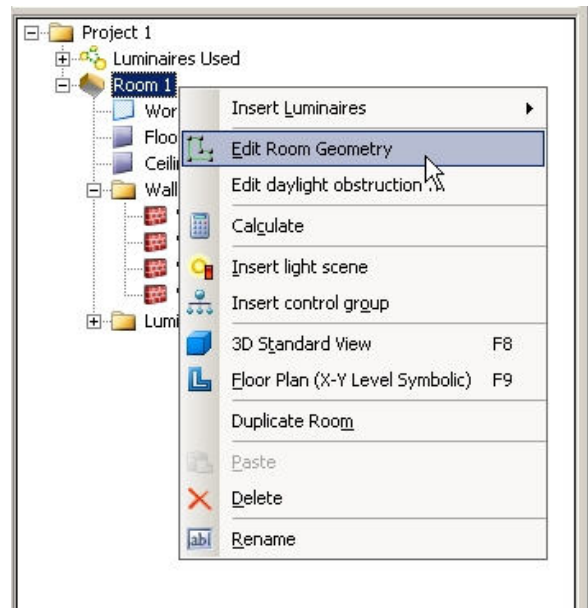 Project 1
Luminaires Used
Room 1
Wor
Insert Luminaires
Floo
Edit Room Geometry
Ceilin
Edit daylight obstruction ...
Wall
Calculate
Insert light scene
Insert control group
Lumi
3D Standard View F8
Floor Plan (X-Y Level Symbolic) F9
Duplicate Room
Paste
Delete
abl Rename